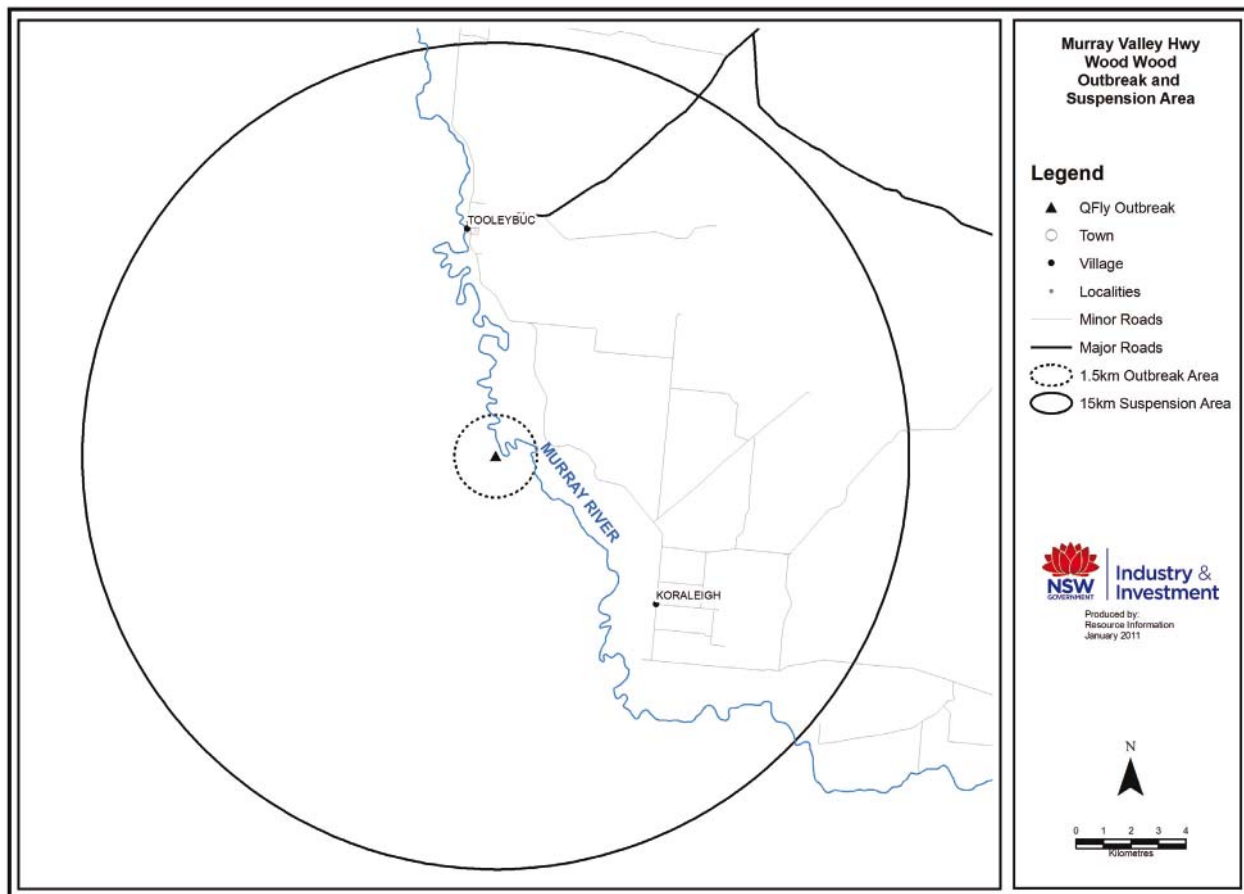 Murray Valley Hwy
Wood Wood
Outbreak and
Suspension Area
Legend
QFly Outbreak
Town
Village
Localities
Minor Roads
Major Roads
1.5km Outbreak Area
15km Suspension Area
TOOLEYBUC
MURRAY RIVER
KORALEIGH
NSW
GOVERNMENT
Industry &
Investment
Produced by:
Resource Information
January 2011
N
0 1 2 3 4
Kilometres